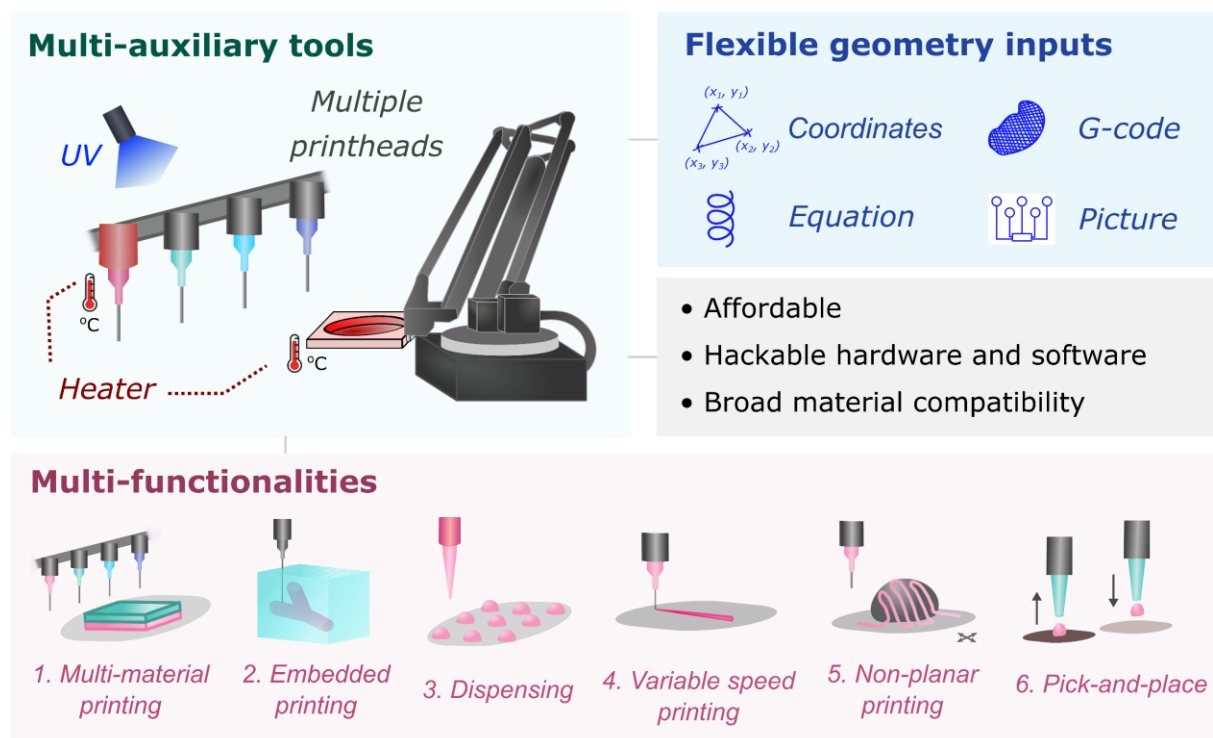 Multi-auxiliary tools
UV
Multiple
printheads
°C
Heater
°C
Flexible geometry inputs
(x₁, y₁)
(x₂, y₂)
(x₃, y₃)
Coordinates
G-code
Equation
Picture
• Affordable
• Hackable hardware and software
• Broad material compatibility
Multi-functionalities
1. Multi-material
printing
2. Embedded
printing
3. Dispensing
4. Variable speed
printing
5. Non-planar
printing
6. Pick-and-place